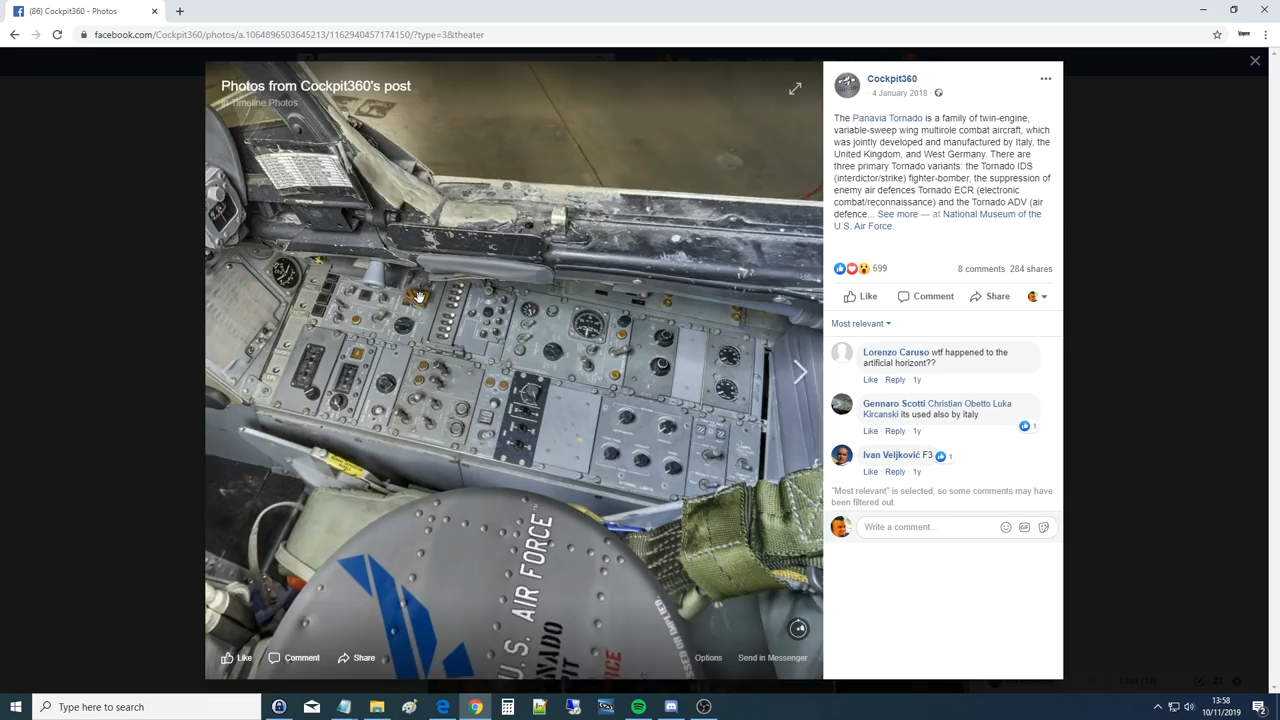 (86) Cockpit360 - Photos
facebook.com/Cockpit360/photos/a.1064896503645213/1162940457174150/?type=3&theater
Photos from Cockpit360's post
in Timeline Photos
Cockpit360
4 January 2018
The Panavia Tornado is a family of twin-engine,
variable-sweep wing multirole combat aircraft, which
was jointly developed and manufactured by Italy, the
United Kingdom, and West Germany. There are
three primary Tornado variants: the Tornado IDS
(interdictor/strike) fighter-bomber, the suppression of
enemy air defences Tornado ECR (electronic
combat/reconnaissance) and the Tornado ADV (air
defence... See more — at National Museum of the
U.S. Air Force.
599
8 comments 284 shares
Like
Comment
Share
Most relevant
Lorenzo Caruso wtf happened to the
artificial horizont??
Like Reply 1y
Gennaro Scotti Christian Obetto Luka
Kircanski its used also by italy
1
Like Reply 1y
Ivan Veljković F3
1
Like Reply 1y
"Most relevant" is selected, so some comments may have
been filtered out.
Write a comment...
GIF
U.S. AIR FORCE™
Like
Comment
Share
Options
Send in Messenger
Type here to search
13:58
10/11/2019
2